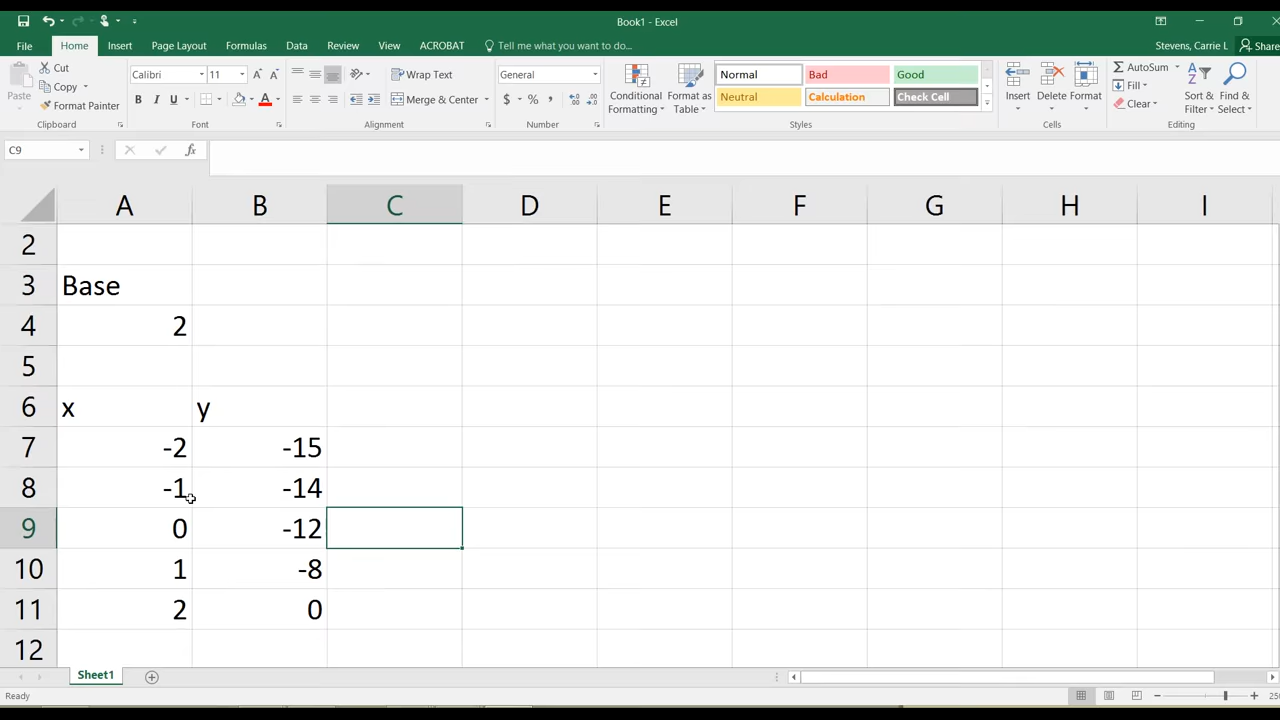 Book1 - Excel
File Home Insert Page Layout Formulas Data Review View ACROBAT Tell me what you want to do... Stevens, Carrie L Share
Paste Cut Copy Format Painter
Clipboard
Calibri 11 A A
B I U A
Font
Wrap Text
Merge & Center
Alignment
General
$ % , .0 .00
Number
Conditional Formatting
Format as Table
Normal Bad Good
Neutral Calculation Check Cell
Styles
Insert Delete Format
Cells
AutoSum
Fill
Clear
Sort & Filter
Find & Select
Editing
C9 fx
A B C D E F G H I
2
3 Base
4 2
5
6 x y
7 -2 -15
8 -1 -14
9 0 -12
10 1 -8
11 2 0
12
Sheet1
Ready